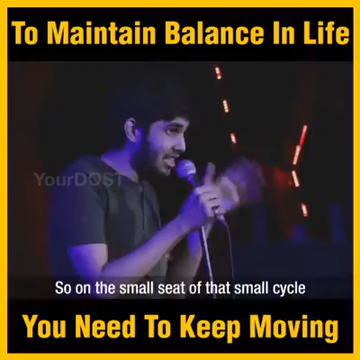 To Maintain Balance In Life
YourDOST
So on the small seat of that small cycle
You Need To Keep Moving